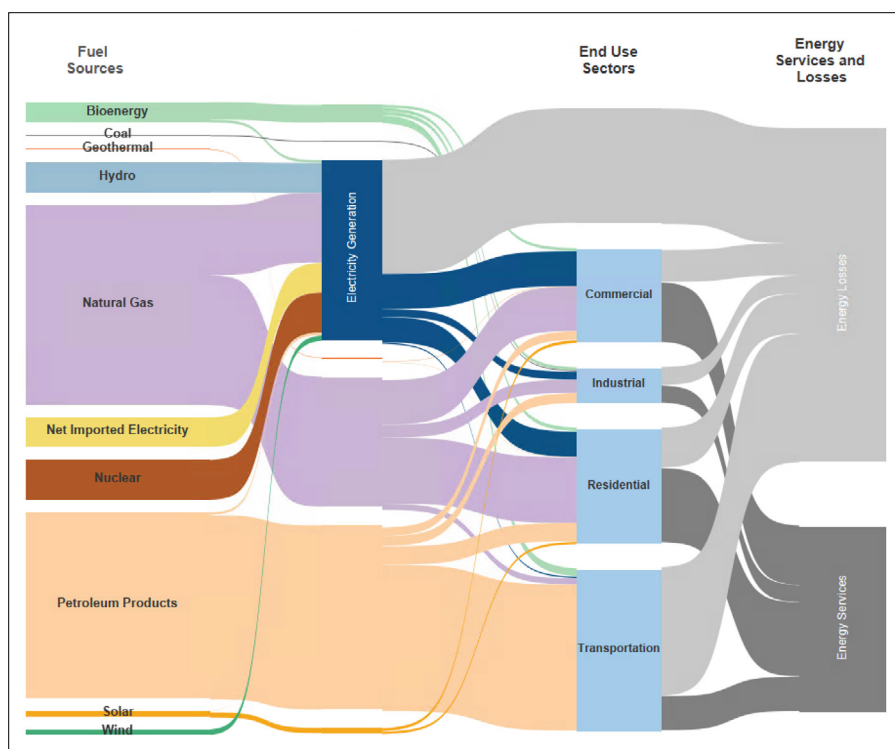 Fuel
Sources
End Use
Sectors
Energy
Services and
Losses
Bioenergy
Coal
Geothermal
Hydro
Natural Gas
Net Imported Electricity
Nuclear
Petroleum Products
Solar
Wind
Electricity Generation
Commercial
Industrial
Residential
Transportation
Energy Losses
Energy Services